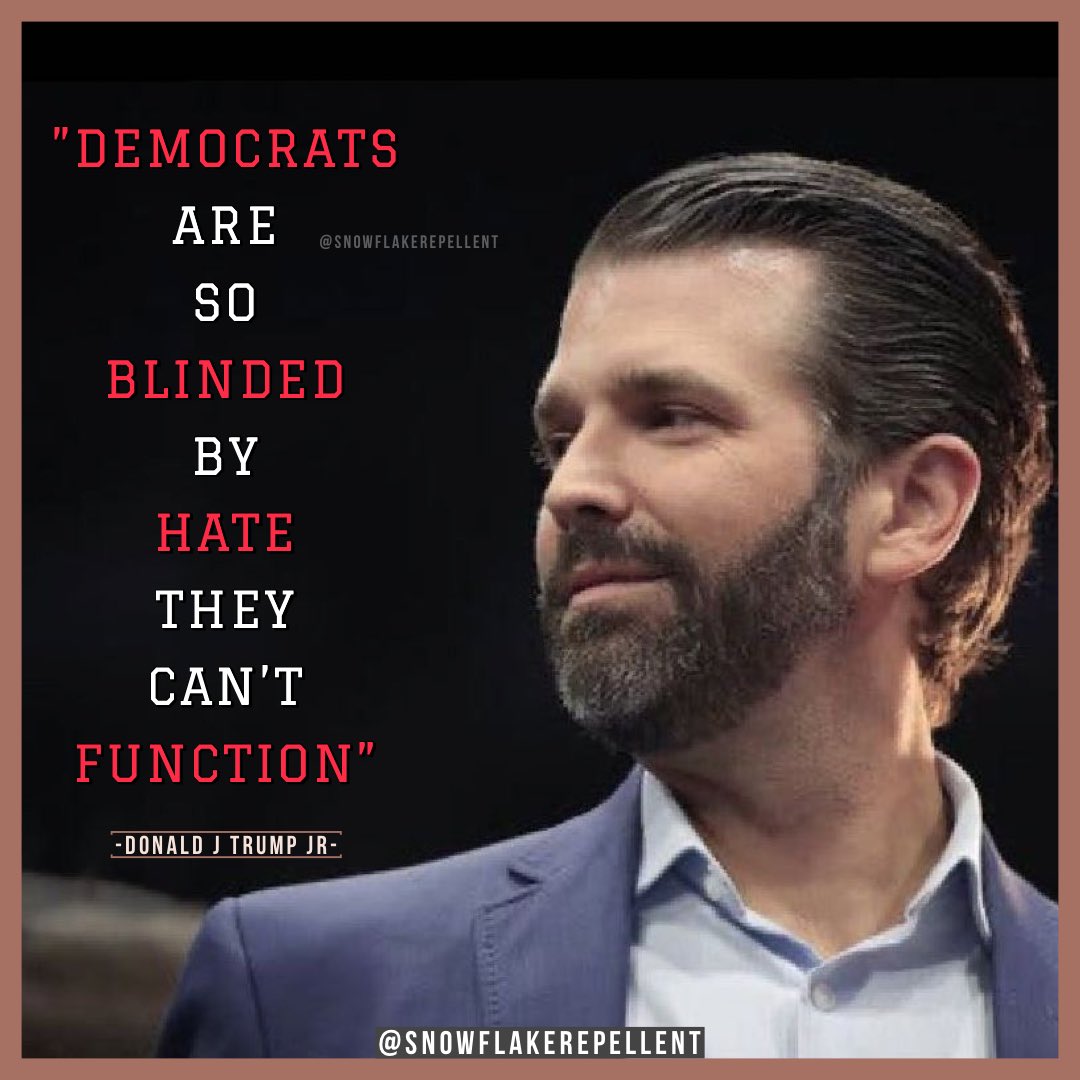 "DEMOCRATS
ARE
@SNOWFLAKEREPELLENT
SO
BLINDED
BY
HATE
THEY
CAN'T
FUNCTION"
-DONALD J TRUMP JR-
@SNOWFLAKEREPELLENT